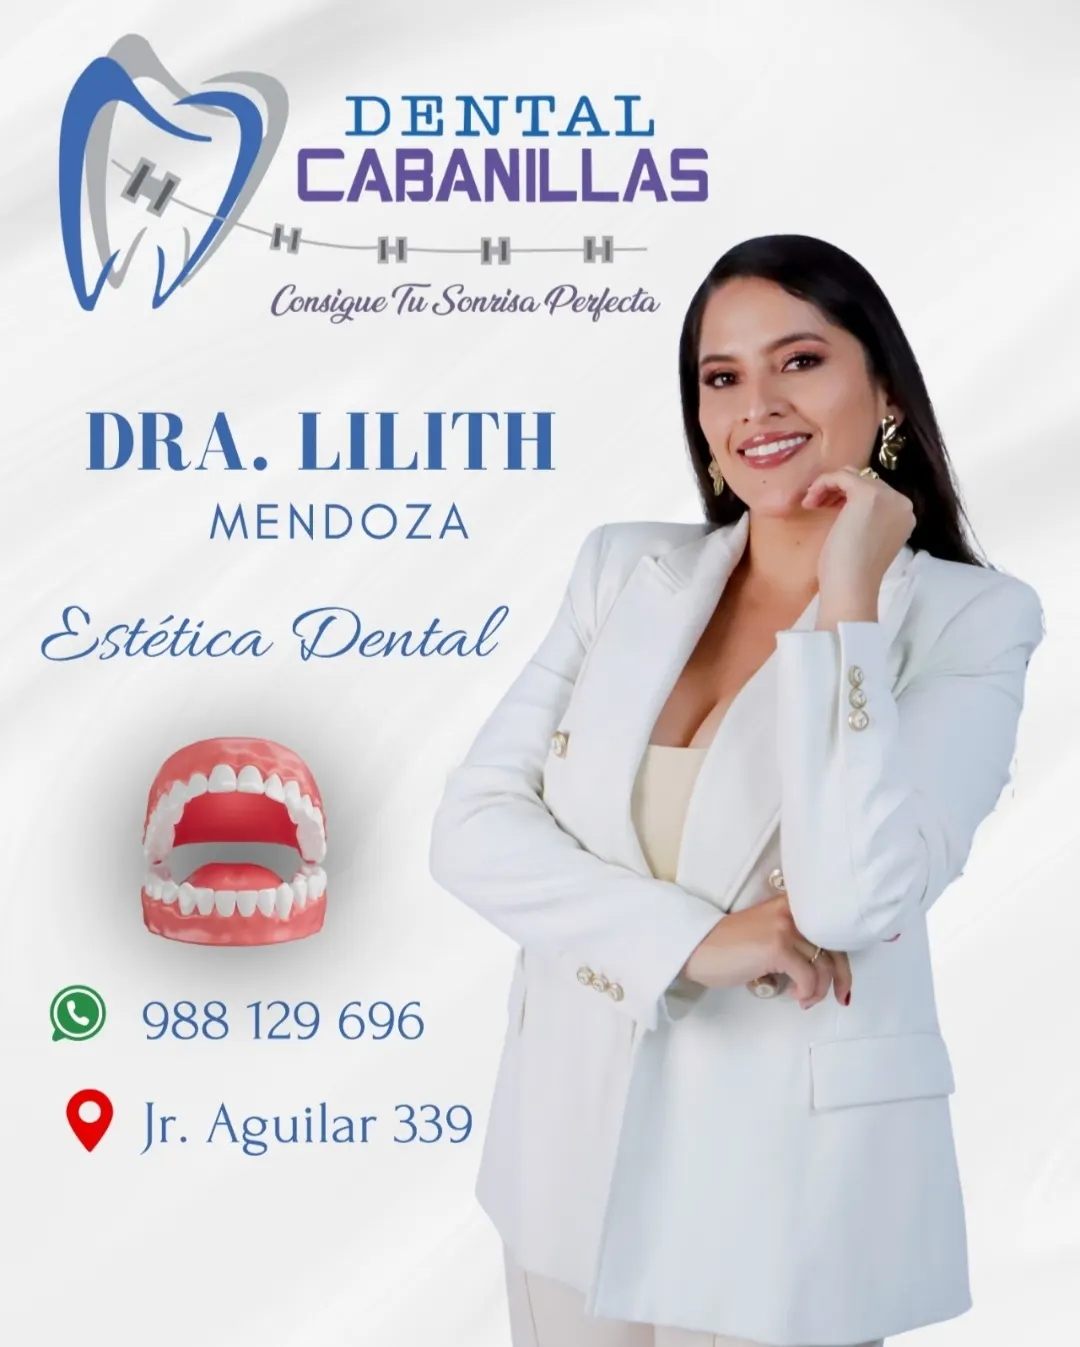 DENTAL
CABANILLAS
Consigue Tu Sonrisa Perfecta
DRA. LILITH
MENDOZA
Estética Dental
988 129 696
Jr. Aguilar 339